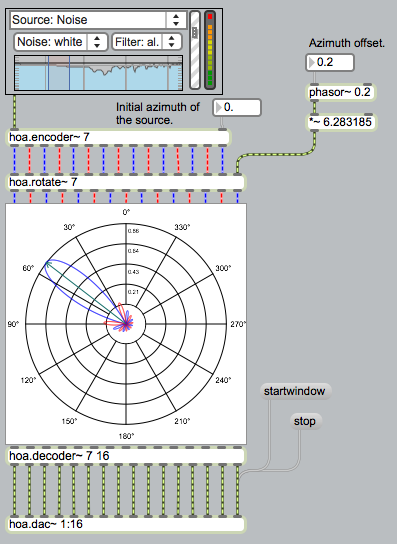 Source: Noise
Noise: white
Filter: al.
Azimuth offset.
0.2
phasor~ 0.2
*~ 6.283185
Initial azimuth of
the source.
0.
hoa.encoder~ 7
hoa.rotate~ 7
0°
30°
330°
60°
300°
90°
270°
120°
240°
150°
210°
180°
0.86
0.64
0.43
0.21
startwindow
stop
hoa.decoder~ 7 16
hoa.dac~ 1:16